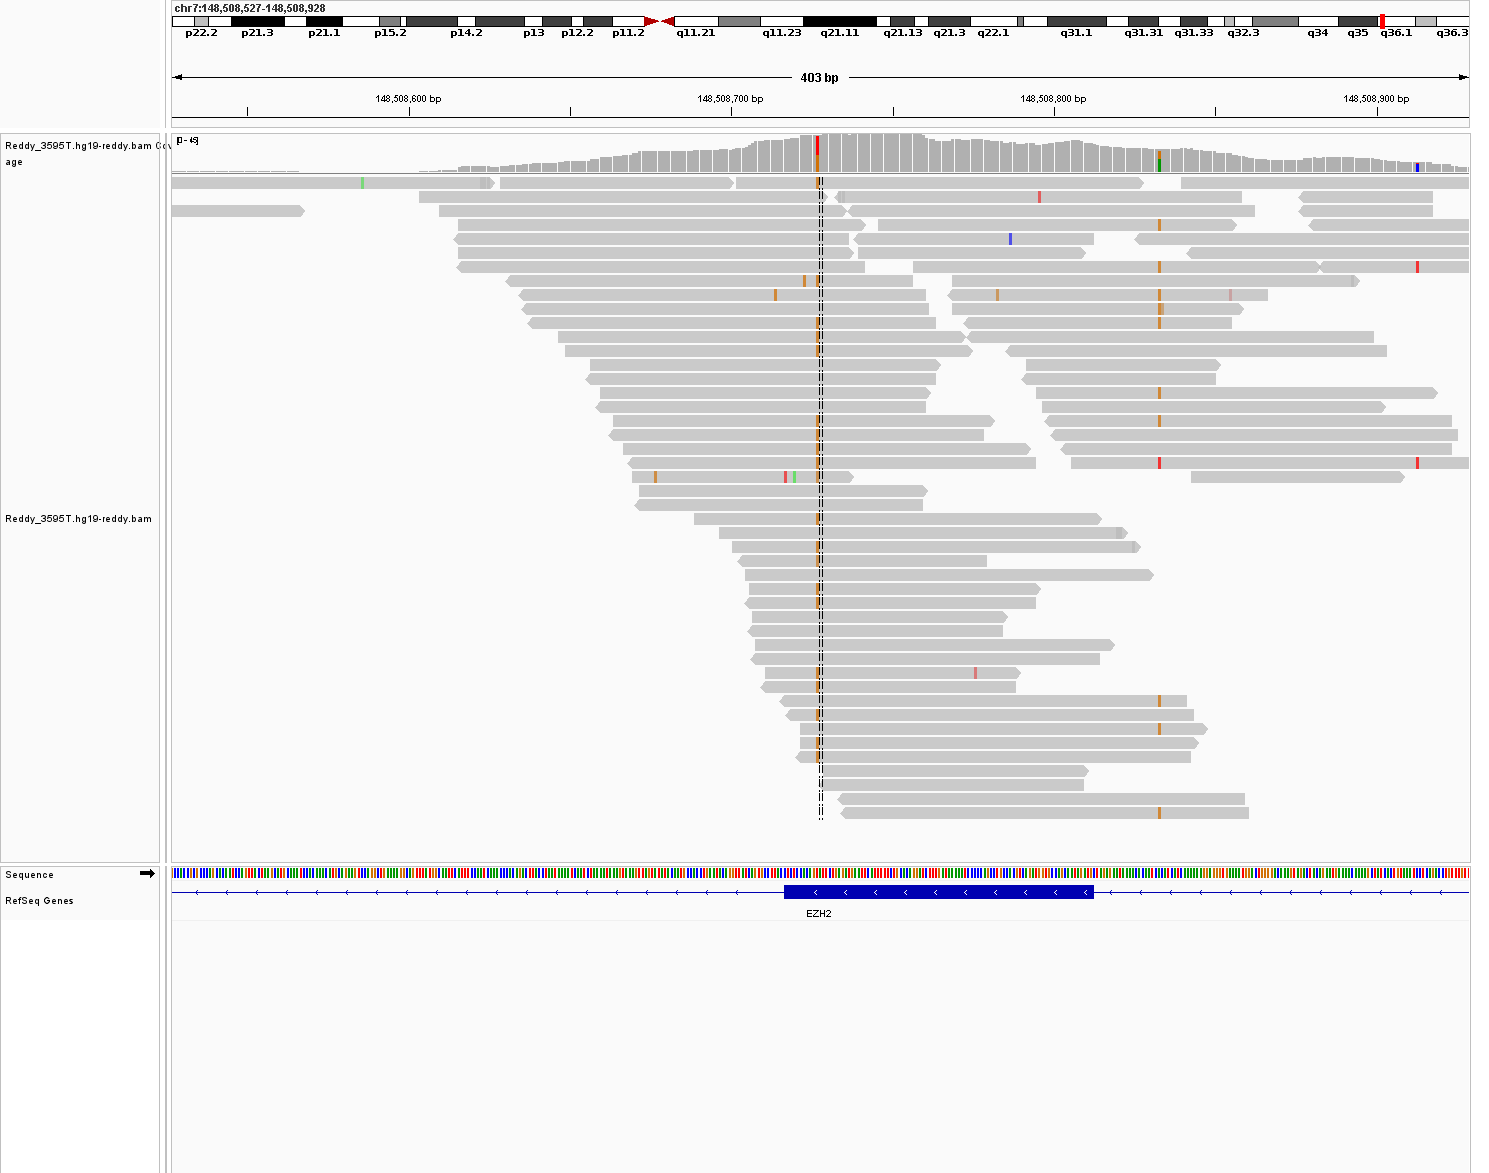 chr7:148,508,527-148,508,928
p22.2 p21.3 p21.1 p15.2 p14.2 p13 p12.2 p11.2 q11.21 q11.23 q21.11 q21.13 q21.3 q22.1 q31.1 q31.31 q31.33 q32.3 q34 q35 q36.1 q36.3
403 bp
148,508,600 bp 148,508,700 bp 148,508,800 bp 148,508,900 bp
Reddy_3595T.hg19-reddy.bam Cov
age
[0 - 45]
Reddy_3595T.hg19-reddy.bam
Sequence
RefSeq Genes
EZH2